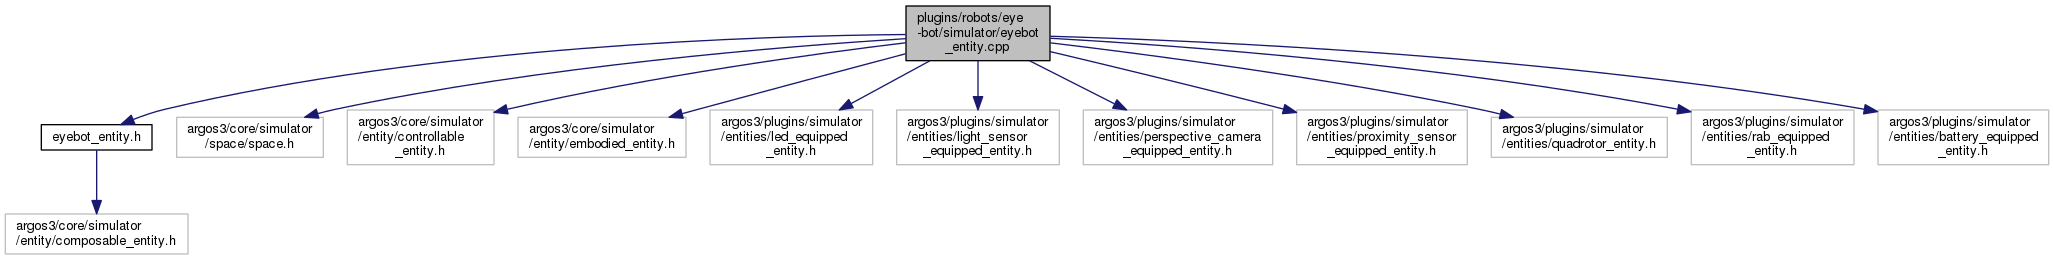 plugins/robots/eye
-bot/simulator/eyebot
_entity.cpp
eyebot_entity.h
argos3/core/simulator
/space/space.h
argos3/core/simulator
/entity/controllable
_entity.h
argos3/core/simulator
/entity/embodied_entity.h
argos3/plugins/simulator
/entities/led_equipped
_entity.h
argos3/plugins/simulator
/entities/light_sensor
_equipped_entity.h
argos3/plugins/simulator
/entities/perspective_camera
_equipped_entity.h
argos3/plugins/simulator
/entities/proximity_sensor
_equipped_entity.h
argos3/plugins/simulator
/entities/quadrotor_entity.h
argos3/plugins/simulator
/entities/rab_equipped
_entity.h
argos3/plugins/simulator
/entities/battery_equipped
_entity.h
argos3/core/simulator
/entity/composable_entity.h